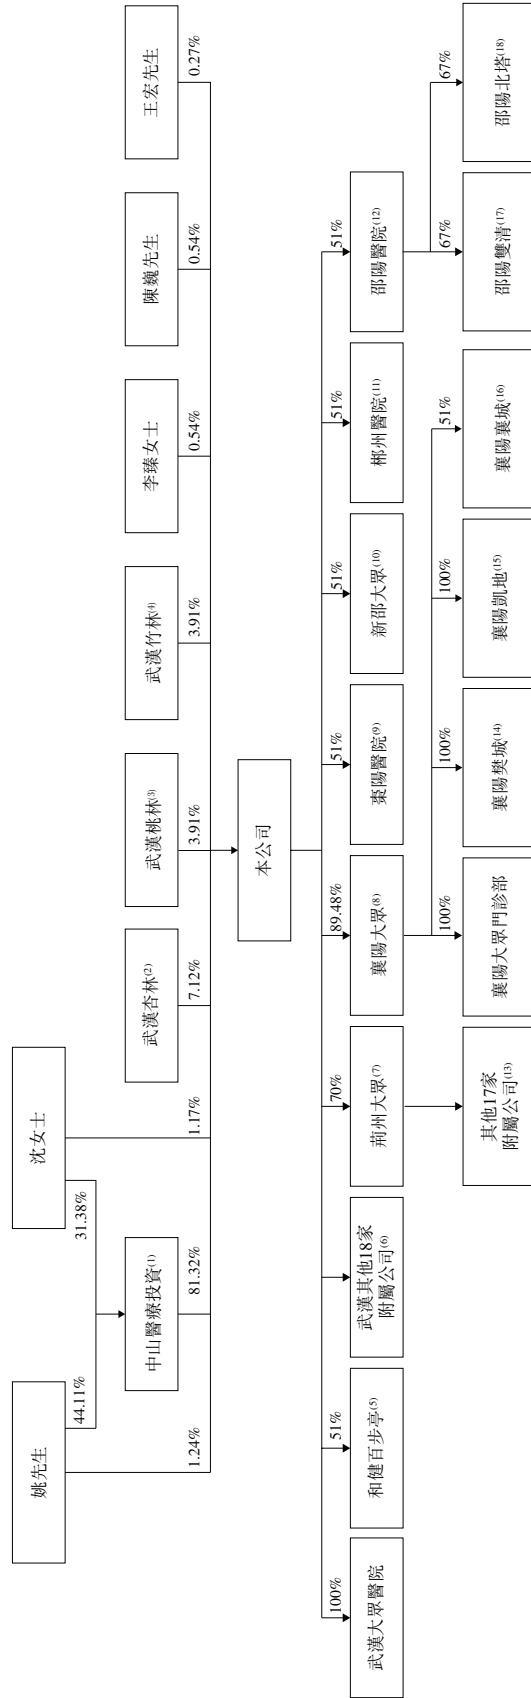 姚先生
沈女士
44.11%
31.38%
中山醫療投資(1)
武漢杏林(2)
武漢桃林(3)
武漢竹林(4)
李臻女士
陳巍先生
王宏先生
1.24%
81.32%
1.17%
7.12%
3.91%
3.91%
0.54%
0.54%
0.27%
本公司
100%
51%
70%
89.48%
51%
51%
51%
51%
武漢大眾醫院
和健百步亭(5)
武漢其他18家
附屬公司(6)
荊州大眾(7)
襄陽大眾(8)
棗陽醫院(9)
新邵大眾(10)
郴州醫院(11)
邵陽醫院(12)
100%
100%
100%
51%
67%
67%
其他17家
附屬公司(13)
襄陽大眾門診部
襄陽樊城(14)
襄陽凱地(15)
襄陽襄城(16)
邵陽雙清(17)
邵陽北塔(18)